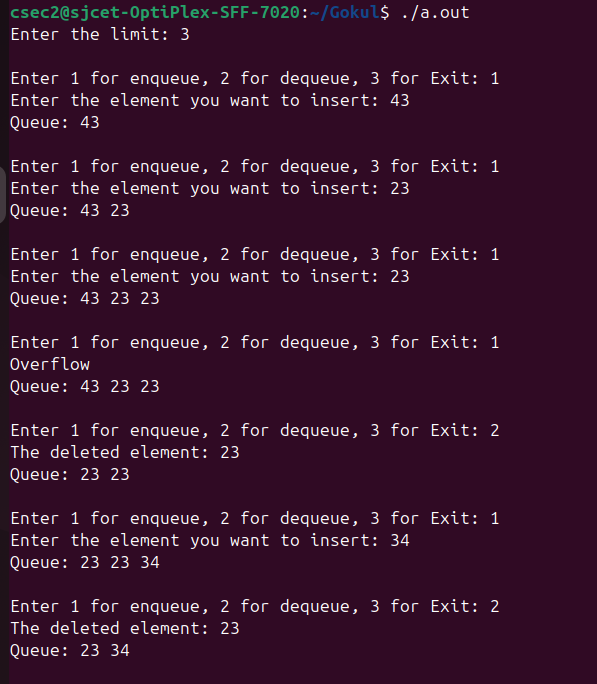 csec2@sjcet-OptiPlex-SFF-7020:~/Gokul$ ./a.out
Enter the limit: 3
Enter 1 for enqueue, 2 for dequeue, 3 for Exit: 1
Enter the element you want to insert: 43
Queue: 43
Enter 1 for enqueue, 2 for dequeue, 3 for Exit: 1
Enter the element you want to insert: 23
Queue: 43 23
Enter 1 for enqueue, 2 for dequeue, 3 for Exit: 1
Enter the element you want to insert: 23
Queue: 43 23 23
Enter 1 for enqueue, 2 for dequeue, 3 for Exit: 1
Overflow
Queue: 43 23 23
Enter 1 for enqueue, 2 for dequeue, 3 for Exit: 2
The deleted element: 23
Queue: 23 23
Enter 1 for enqueue, 2 for dequeue, 3 for Exit: 1
Enter the element you want to insert: 34
Queue: 23 23 34
Enter 1 for enqueue, 2 for dequeue, 3 for Exit: 2
The deleted element: 23
Queue: 23 34